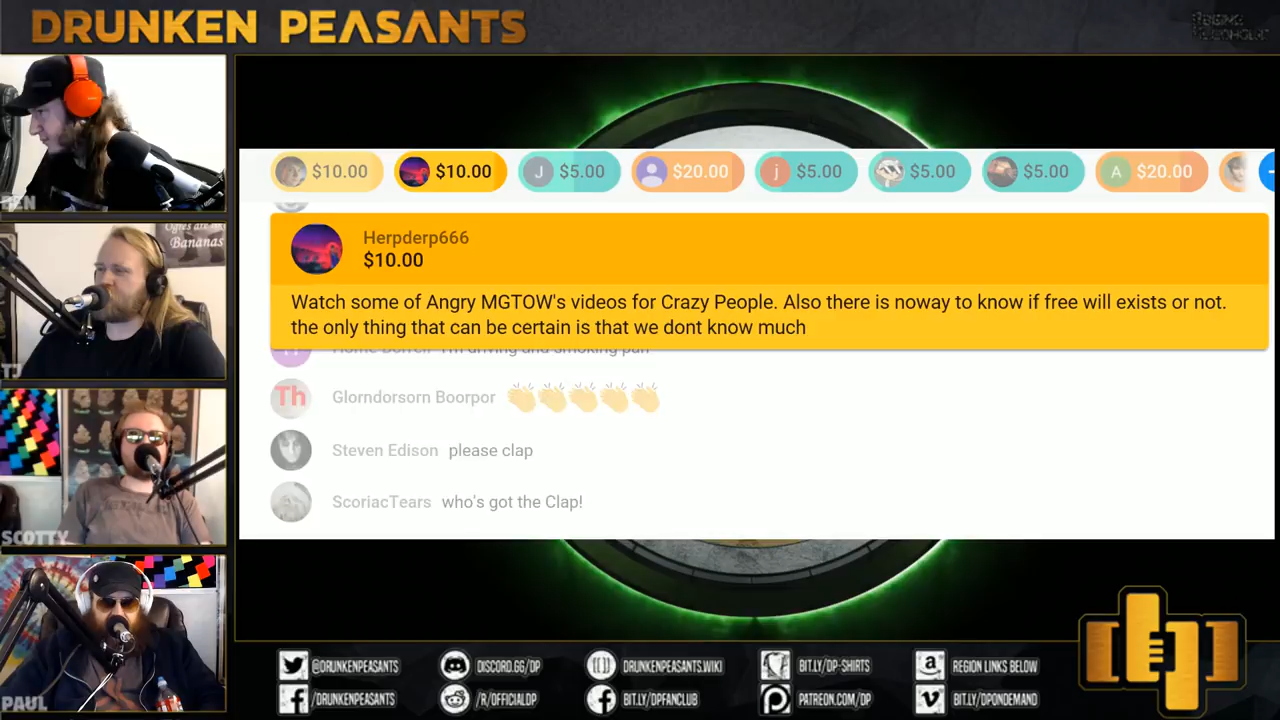 DRUNKEN PEASANTS
BEN
Ogres are
Bananas
TJ
SCOTTY
PAUL
$10.00
$10.00
J $5.00
$20.00
j $5.00
$5.00
$5.00
A $20.00
Herpderp666
$10.00
Watch some of Angry MGTOW's videos for Crazy People. Also there is noway to know if free will exists or not.
the only thing that can be certain is that we dont know much
Th Glorndorsorn Boorpor
Steven Edison please clap
ScoriacTears who's got the Clap!
@DRUNKENPEASANTS DISCORD.GG/DP DRUNKENPEASANTS.WIKI BIT.LY/DP-SHIRTS REGION LINKS BELOW
/DRUNKENPEASANTS /R/OFFICIALDP BIT.LY/DPFANCLUB PATREON.COM/DP BIT.LY/DPONDEMAND